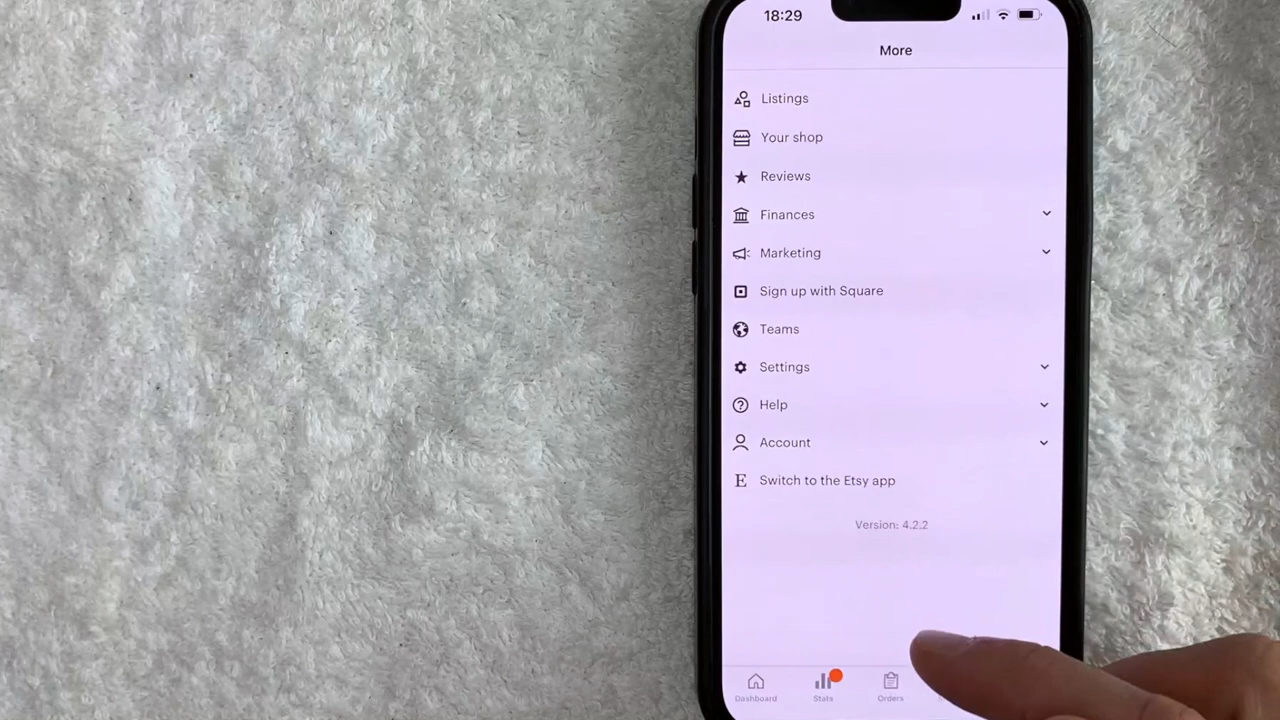 18:29
More
Listings
Your shop
Reviews
Finances
Marketing
Sign up with Square
Teams
Settings
Help
Account
E Switch to the Etsy app
Version: 4.2.2
Dashboard Stats Orders